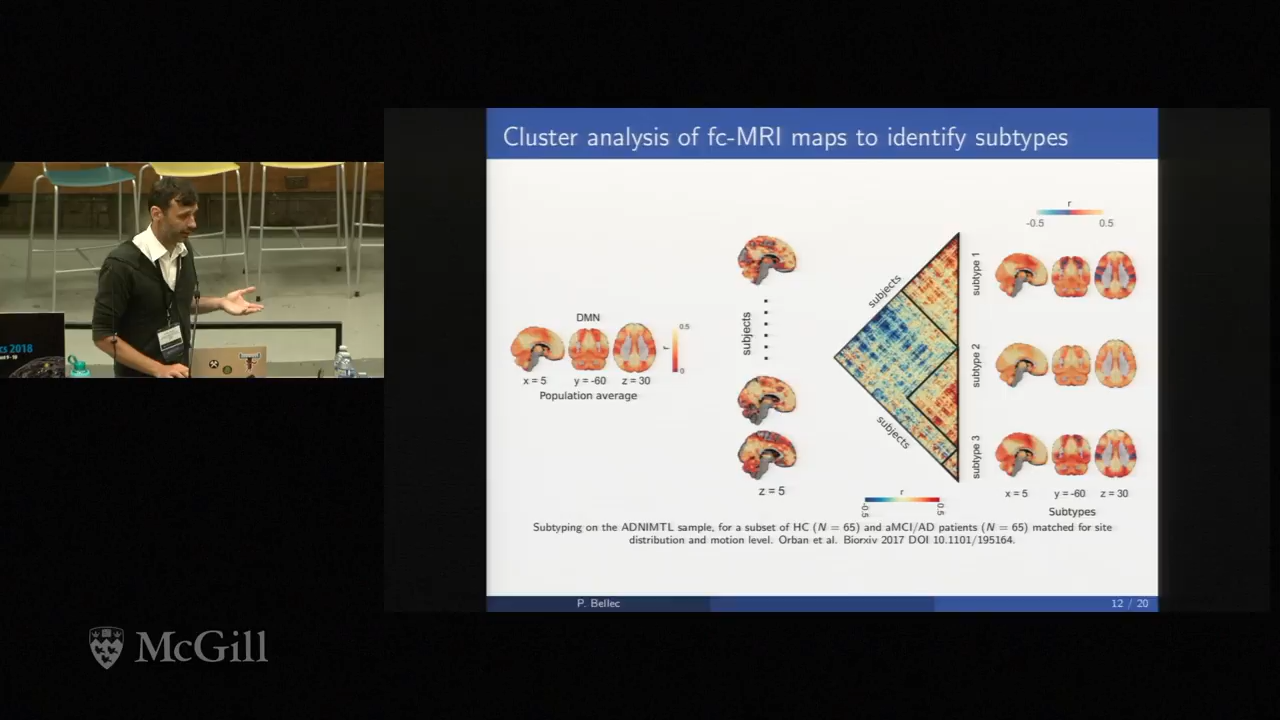 Cluster analysis of fc-MRI maps to identify subtypes
DMN
0.5
r
0
x = 5
y = -60
z = 30
Population average
subjects
z = 5
subjects
subjects
r
-0.5
0.5
r
-0.5
0.5
subtype 1
subtype 2
subtype 3
x = 5
y = -60
z = 30
Subtypes
Subtyping on the ADNIMTL sample, for a subset of HC (N = 65) and aMCI/AD patients (N = 65) matched for site
distribution and motion level. Orban et al. Biorxiv 2017 DOI 10.1101/195164.
P. Bellec
12 / 20
cs 2018
McGill